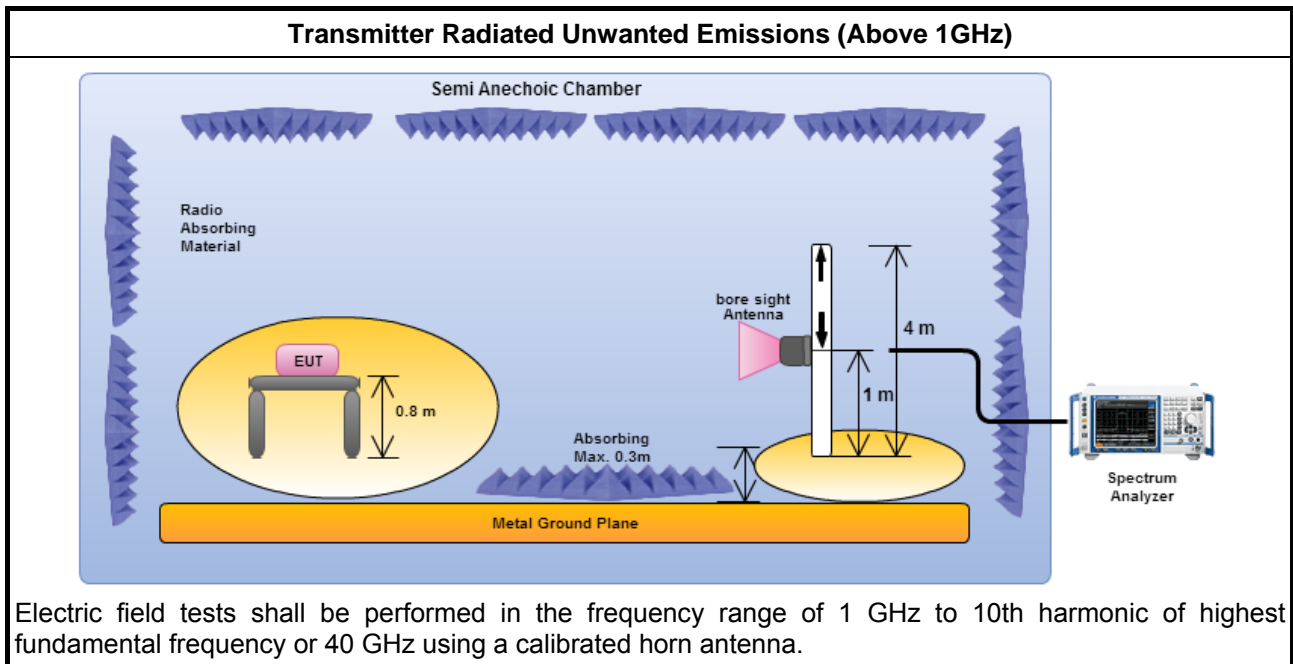 Transmitter Radiated Unwanted Emissions (Above 1GHz)
Semi Anechoic Chamber
Radio
Absorbing
Material
bore sight
Antenna
4 m
EUT
1 m
0.8 m
Absorbing
Max. 0.3m
Spectrum
Analyzer
Metal Ground Plane
Electric field tests shall be performed in the frequency range of 1 GHz to 10th harmonic of highest
fundamental frequency or 40 GHz using a calibrated horn antenna.